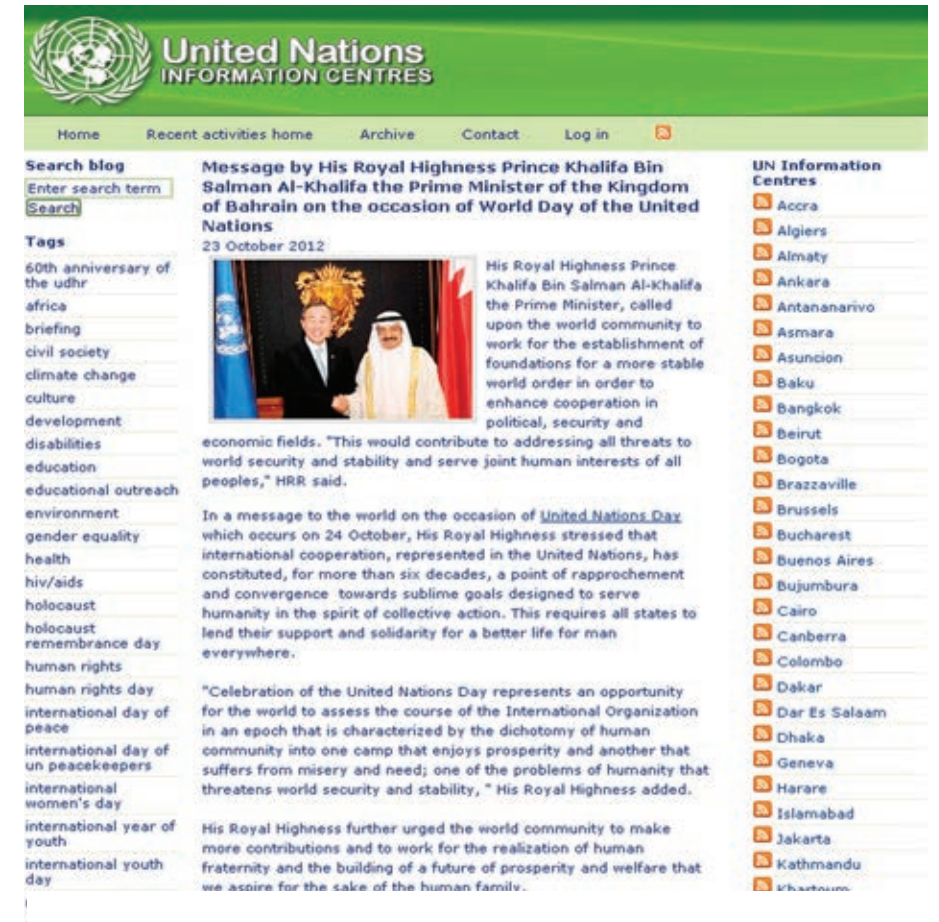 United Nations
INFORMATION CENTRES
Home Recent activities home Archive Contact Log in
Search blog
Enter search term
Search
Tags
60th anniversary of
the udhr
africa
briefing
civil society
climate change
culture
development
disabilities
education
educational outreach
environment
gender equality
health
hiv/aids
holocaust
holocaust
remembrance day
human rights
human rights day
international day of
peace
international day of
un peacekeepers
international
women's day
international year of
youth
international youth
day
Message by His Royal Highness Prince Khalifa Bin
Salman Al-Khalifa the Prime Minister of the Kingdom
of Bahrain on the occasion of World Day of the United
Nations
23 October 2012
His Royal Highness Prince
Khalifa Bin Salman Al-Khalifa
the Prime Minister, called
upon the world community to
work for the establishment of
foundations for a more stable
world order in order to
enhance cooperation in
political, security and
economic fields. "This would contribute to addressing all threats to
world security and stability and serve joint human interests of all
peoples," HRR said.
In a message to the world on the occasion of United Nations Day
which occurs on 24 October, His Royal Highness stressed that
international cooperation, represented in the United Nations, has
constituted, for more than six decades, a point of rapprochement
and convergence towards sublime goals designed to serve
humanity in the spirit of collective action. This requires all states to
lend their support and solidarity for a better life for man
everywhere.
"Celebration of the United Nations Day represents an opportunity
for the world to assess the course of the International Organization
in an epoch that is characterized by the dichotomy of human
community into one camp that enjoys prosperity and another that
suffers from misery and need; one of the problems of humanity that
threatens world security and stability, " His Royal Highness added.
His Royal Highness further urged the world community to make
more contributions and to work for the realization of human
fraternity and the building of a future of prosperity and welfare that
we aspire for the sake of the human family.
UN Information
Centres
Accra
Algiers
Almaty
Ankara
Antananarivo
Asmara
Asuncion
Baku
Bangkok
Beirut
Bogota
Brazzaville
Brussels
Bucharest
Buenos Aires
Bujumbura
Cairo
Canberra
Colombo
Dakar
Dar Es Salaam
Dhaka
Geneva
Harare
Islamabad
Jakarta
Kathmandu
Khartoum